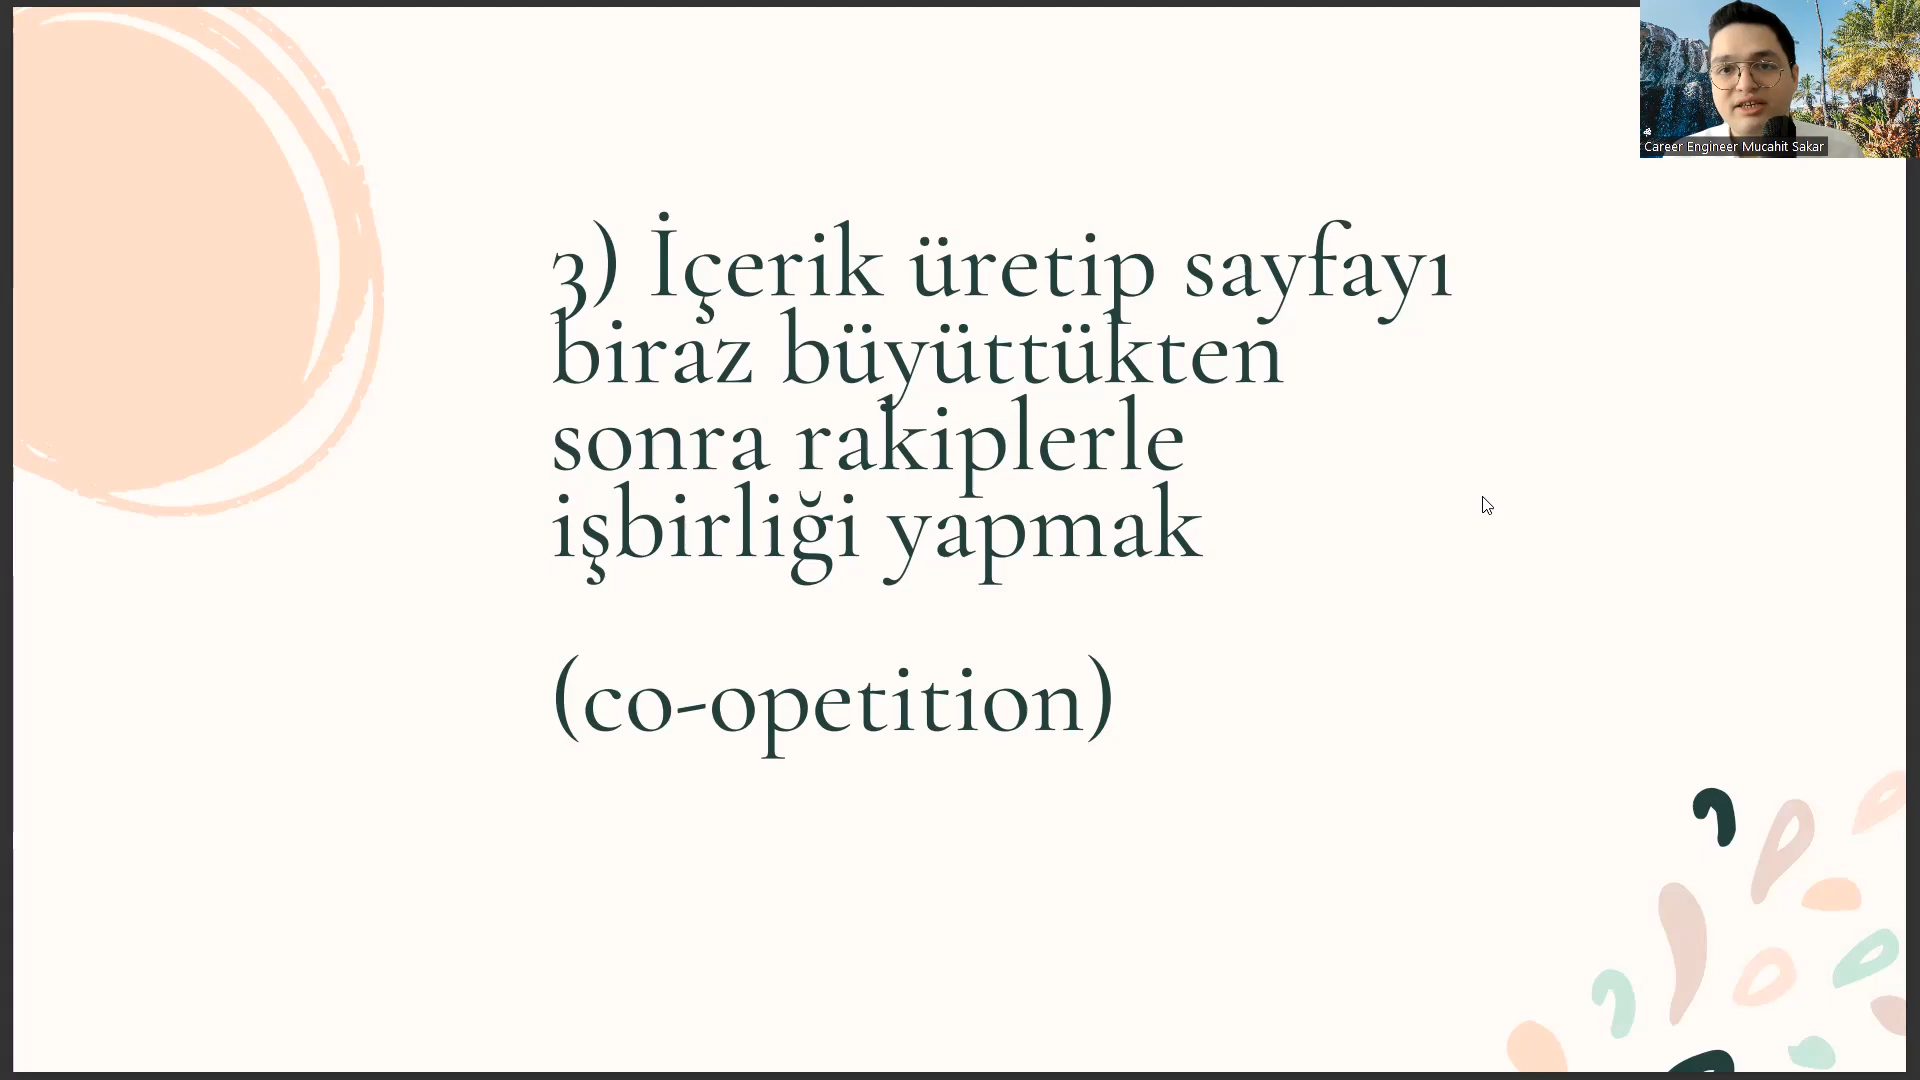 Career Engineer Mucahit Sakar
3) İçerik üretip sayfayı
biraz büyüttükten
sonra rakiplerle
işbirliği yapmak
(co-opetition)